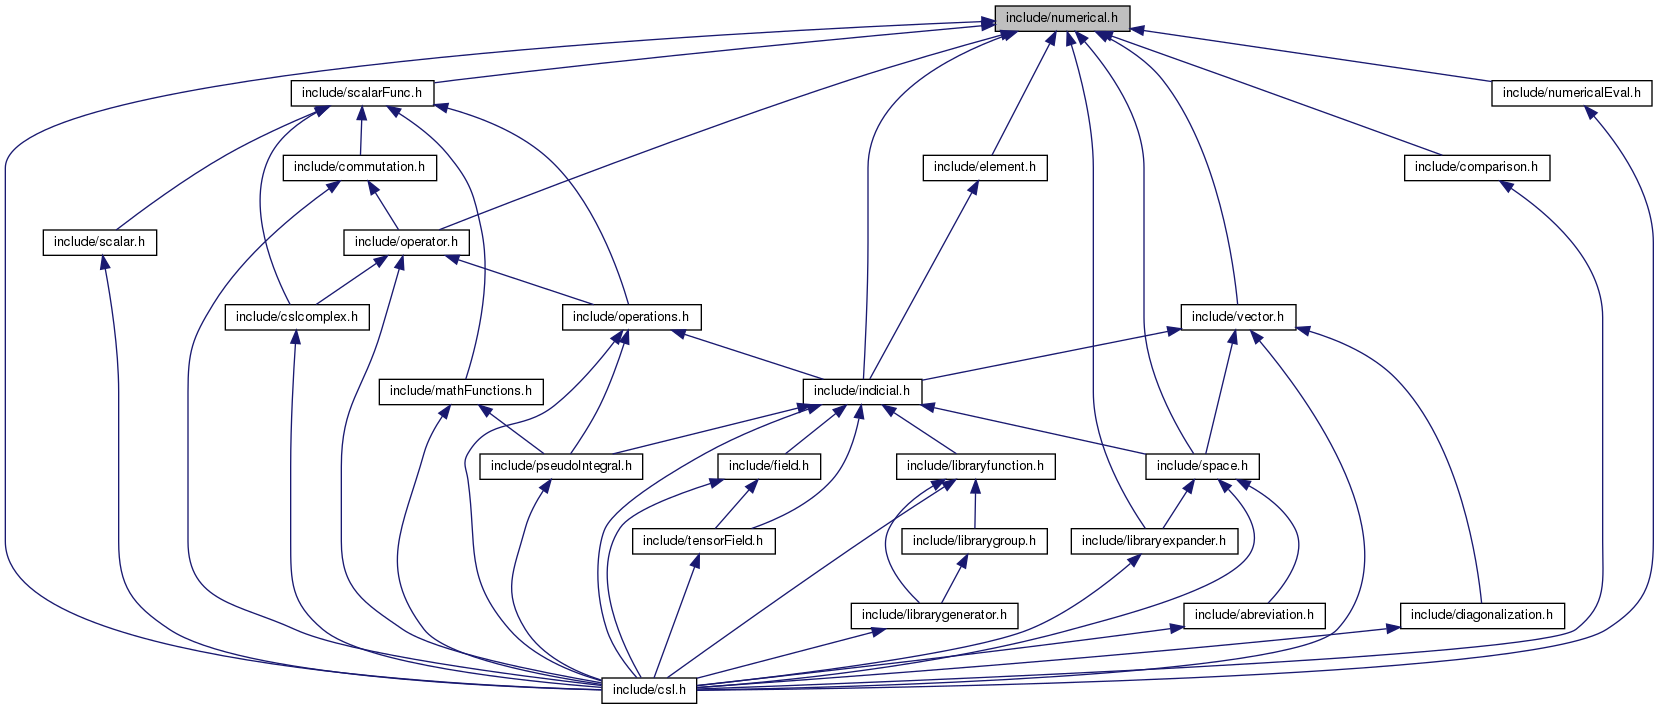 include/numerical.h
include/scalarFunc.h
include/numericalEval.h
include/commutation.h
include/element.h
include/comparison.h
include/scalar.h
include/operator.h
include/cslcomplex.h
include/operations.h
include/vector.h
include/mathFunctions.h
include/indicial.h
include/pseudoIntegral.h
include/field.h
include/libraryfunction.h
include/space.h
include/tensorField.h
include/librarygroup.h
include/libraryexpander.h
include/librarygenerator.h
include/abreviation.h
include/diagonalization.h
include/csl.h